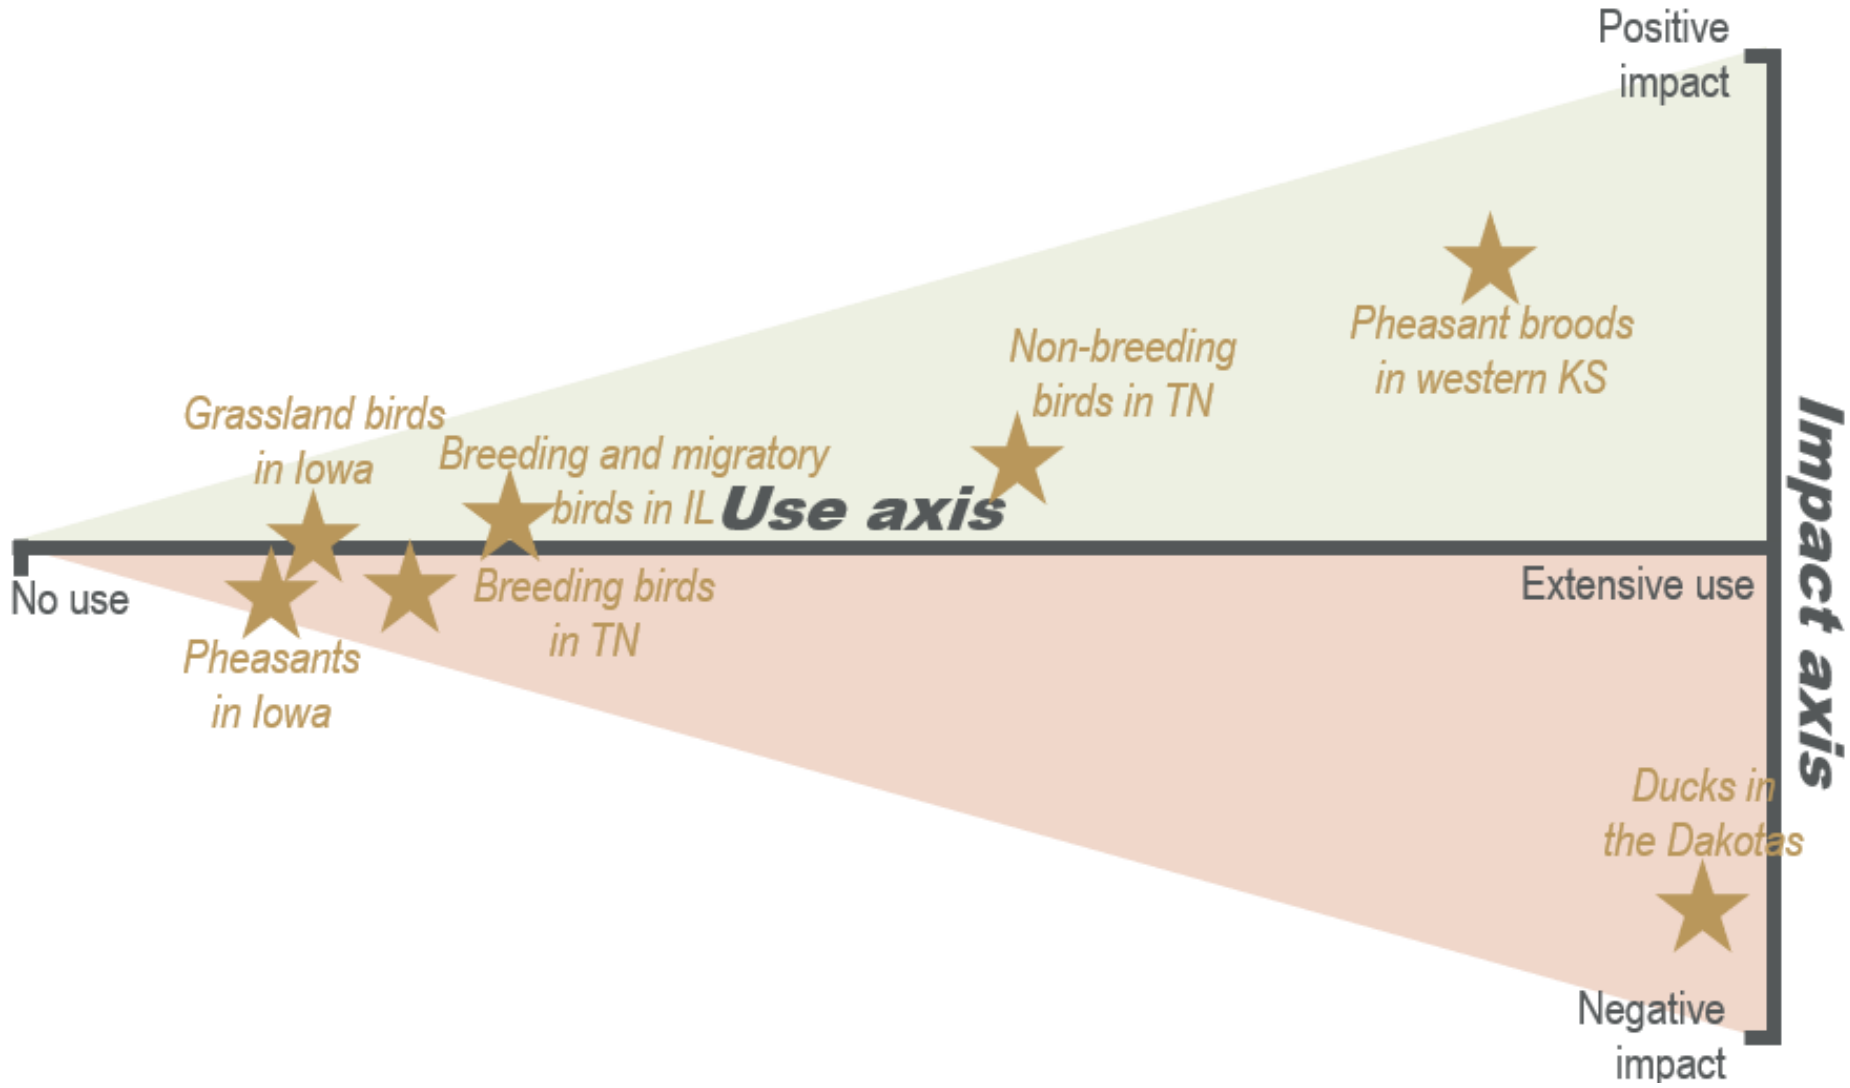 Positive
impact
Non-breeding
birds in TN
Pheasant broods
in western KS
Grassland birds
in Iowa
Breeding and migratory
birds in IL
Use axis
No use
Extensive use
Breeding birds
in TN
Pheasants
in Iowa
Impact axis
Ducks in
the Dakotas
Negative
impact